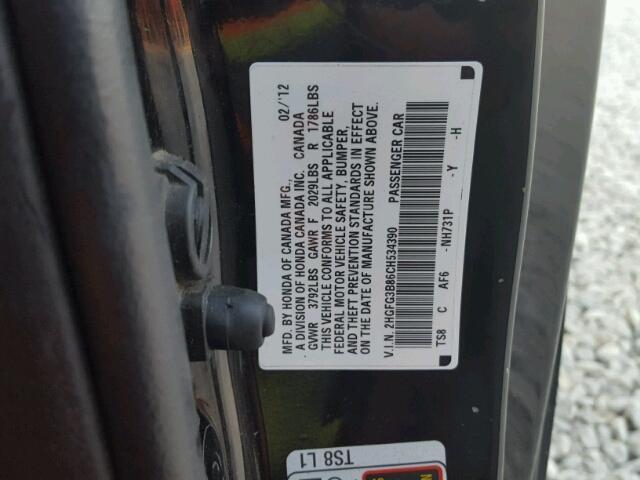 MFD. BY HONDA OF CANADA MFG., 02/'12
A DIVISION OF HONDA CANADA INC. CANADA
GVWR 3792LBS GAWR F 2029LBS R 1786LBS
THIS VEHICLE CONFORMS TO ALL APPLICABLE
FEDERAL MOTOR VEHICLE SAFETY, BUMPER,
AND THEFT PREVENTION STANDARDS IN EFFECT
ON THE DATE OF MANUFACTURE SHOWN ABOVE.
V.I.N. 2HGFG3B86CH534390 PASSENGER CAR
TS8 C AF6 -NH731P -Y -H
TS8 L1